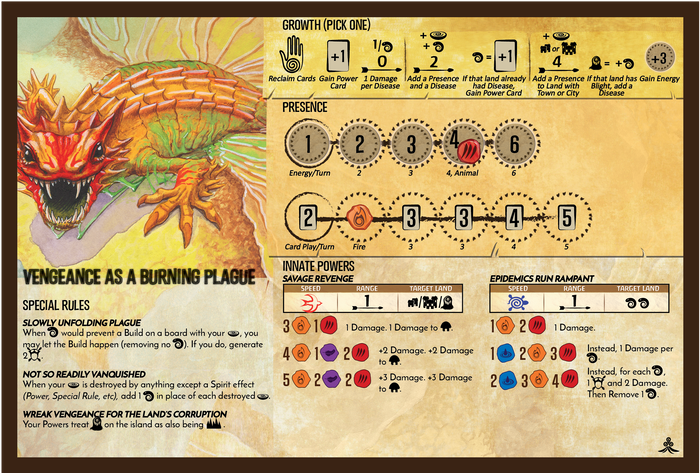 GROWTH (PICK ONE)
Reclaim Cards
+1
Gain Power
Card
1/
0
1 Damage
per Disease
+
+
2
Add a Presence
and a Disease
= +1
If that land already
had Disease,
Gain Power Card
+
+ or
4
Add a Presence
to Land with
Town or City
= +
If that land has
Blight, add a
Disease
+3
Gain Energy
PRESENCE
1 2 3 4 6
Energy/Turn 2 3 4, Animal 6
2 3 3 4 5
Card Play/Turn Fire 3 3 4 5
VENGEANCE AS A BURNING PLAGUE
SPECIAL RULES
SLOWLY UNFOLDING PLAGUE
When would prevent a Build on a board with your , you
may let the Build happen (removing no ). If you do, generate
2 .
NOT SO READILY VANQUISHED
When your is destroyed by anything except a Spirit effect
(Power, Special Rule, etc), add 1 in place of each destroyed .
WREAK VENGEANCE FOR THE LAND'S CORRUPTION
Your Powers treat on the island as also being .
INNATE POWERS
SAVAGE REVENGE
SPEED RANGE TARGET LAND
1 / /
3 1 1 Damage. 1 Damage to .
4 1 2 +2 Damage. +2 Damage
to .
5 2 2 +3 Damage. +3 Damage
to .
EPIDEMICS RUN RAMPANT
SPEED RANGE TARGET LAND
1
1 2 1 Damage.
1 2 3 Instead, 1 Damage per
.
2 3 4 Instead, for each ,
1 and 2 Damage.
Then Remove 1 .